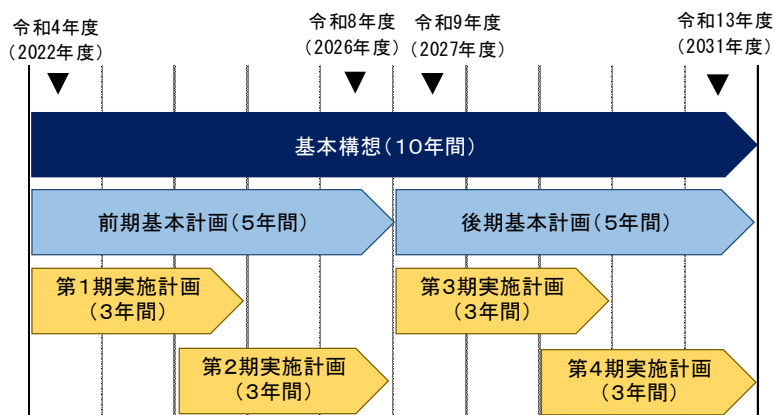 令和4年度
(2022年度)
令和8年度
(2026年度)
令和9年度
(2027年度)
令和13年度
(2031年度)
基本構想(10年間)
前期基本計画(5年間)
後期基本計画(5年間)
第1期実施計画
(3年間)
第3期実施計画
(3年間)
第2期実施計画
(3年間)
第4期実施計画
(3年間)